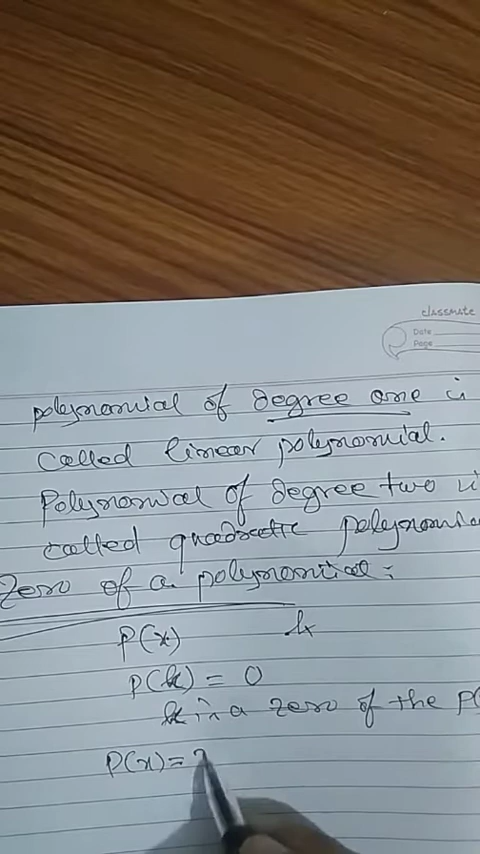 classmate
Date
Page
polynomial of degree one is
called linear polynomial.
Polynomial of degree two is
called quadratic polynomia
Zero of a polynomial:
P(x) k
P(k) = 0
k is a zero of the P(
P(x) =